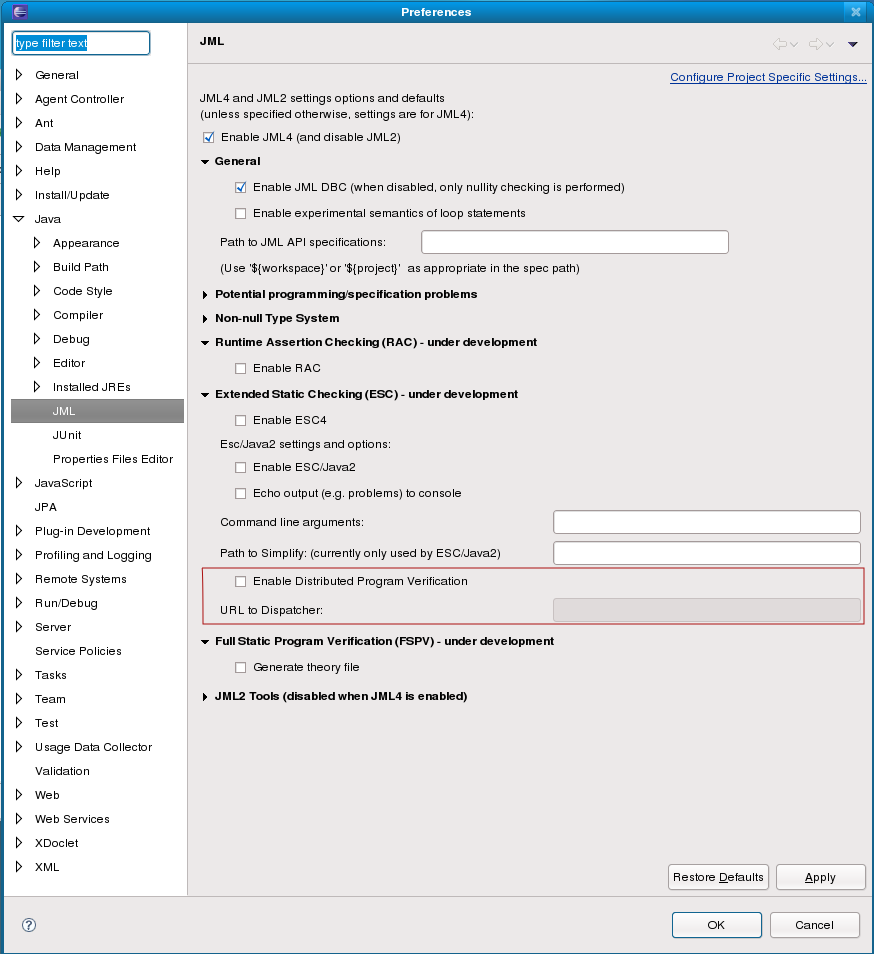 Preferences
type filter text
General
Agent Controller
Ant
Data Management
Help
Install/Update
Java
Appearance
Build Path
Code Style
Compiler
Debug
Editor
Installed JREs
JML
JUnit
Properties Files Editor
JavaScript
JPA
Plug-in Development
Profiling and Logging
Remote Systems
Run/Debug
Server
Service Policies
Tasks
Team
Test
Usage Data Collector
Validation
Web
Web Services
XDoclet
XML
JML
Configure Project Specific Settings...
JML4 and JML2 settings options and defaults
(unless specified otherwise, settings are for JML4):
Enable JML4 (and disable JML2)
General
Enable JML DBC (when disabled, only nullity checking is performed)
Enable experimental semantics of loop statements
Path to JML API specifications:
(Use '${workspace}' or '${project}'  as appropriate in the spec path)
Potential programming/specification problems
Non-null Type System
Runtime Assertion Checking (RAC) - under development
Enable RAC
Extended Static Checking (ESC) - under development
Enable ESC4
Esc/Java2 settings and options:
Enable ESC/Java2
Echo output (e.g. problems) to console
Command line arguments:
Path to Simplify: (currently only used by ESC/Java2)
Enable Distributed Program Verification
URL to Dispatcher:
Full Static Program Verification (FSPV) - under development
Generate theory file
JML2 Tools (disabled when JML4 is enabled)
Restore Defaults
Apply
?
OK
Cancel